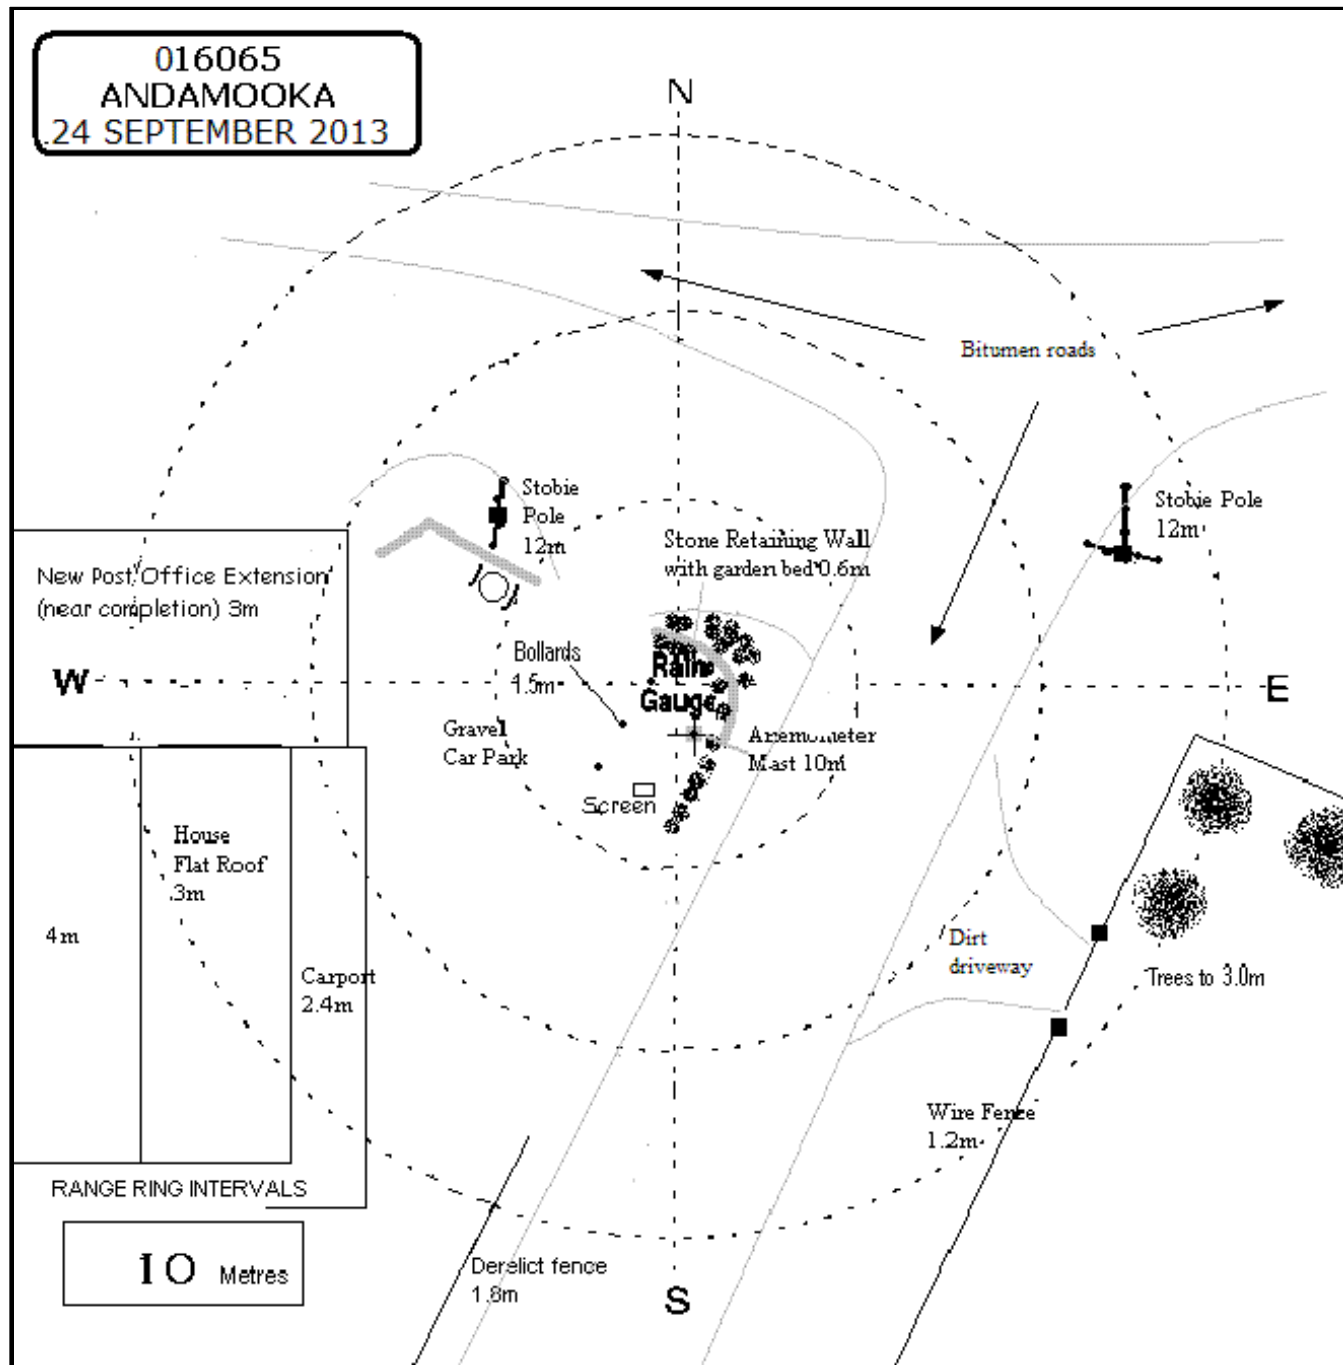 016065
ANDAMOOKA
.24 SEPTEMBER 2013
N
Bitumen roads
Stobie
Pole
12m
Stobie Pole
12m
Stone Retaining Wall
with garden bed 0.6m
New Post Office Extension
(near completion) 3m
Bollards
1.5m
Rain
Gauge
W
E
Gravel
Car Park
Anemometer
Mast 10m
Screen
House
Flat Roof
3m
4m
Carport
2.4m
Dirt
driveway
Trees to 3.0m
Wire Fence
1.2m
RANGE RING INTERVALS
10 Metres
Derelict fence
1.8m
S